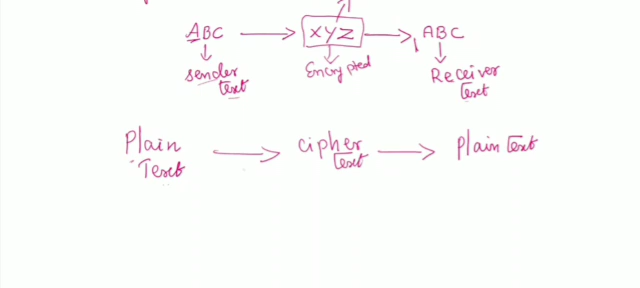 ABC → XYZ → ABC
sender text
Encrypted
Receiver text
Plain Text → cipher text → Plain text